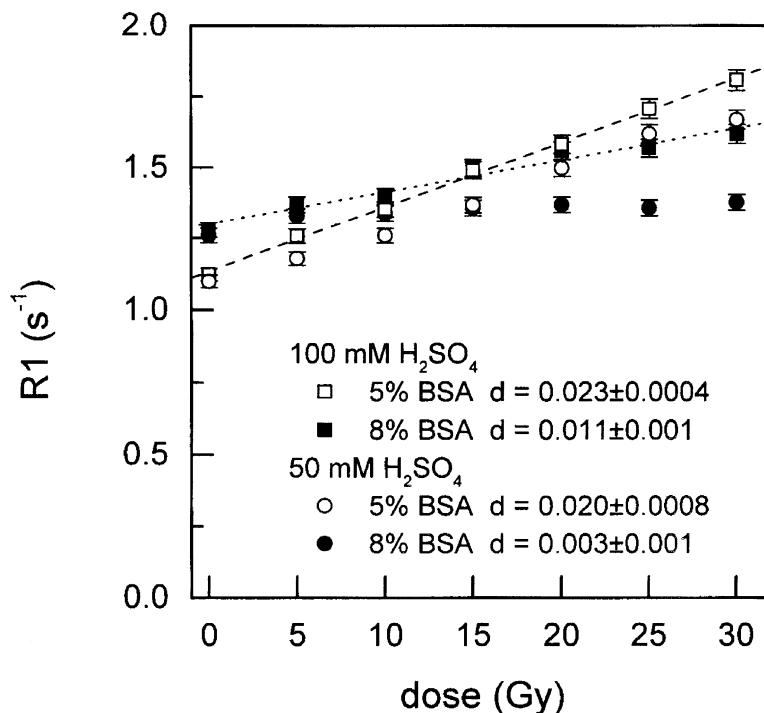 2.0
1.5
1.0
0.5
0.0
R1 (s⁻¹)
100 mM H₂SO₄
□ 5% BSA d = 0.023±0.0004
■ 8% BSA d = 0.011±0.001
50 mM H₂SO₄
○ 5% BSA d = 0.020±0.0008
● 8% BSA d = 0.003±0.001
0 5 10 15 20 25 30
dose (Gy)